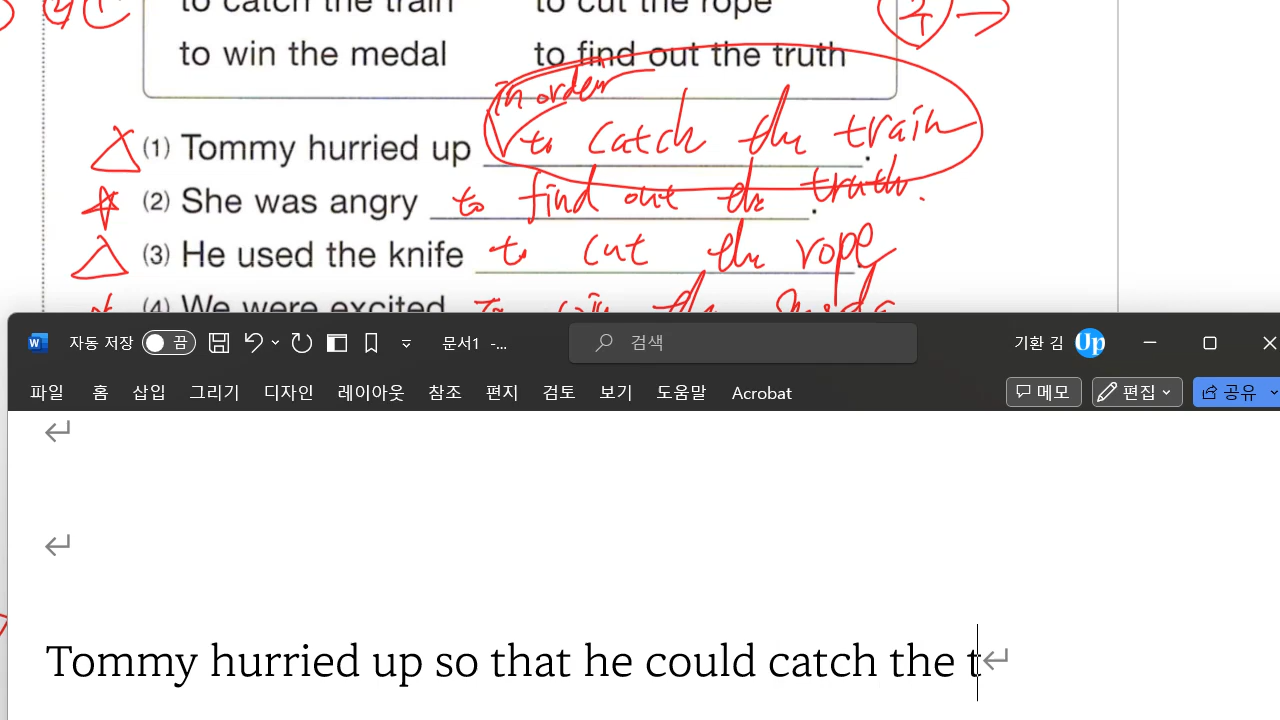 to catch the train to cut the rope
to win the medal to find out the truth
in order
(1) Tommy hurried up to catch the train.
(2) She was angry to find out the truth.
(3) He used the knife to cut the rope
(4) We were excited to win the
자동 저장 끔 문서1 -... 검색 기환 김 Up
파일 홈 삽입 그리기 디자인 레이아웃 참조 편지 검토 보기 도움말 Acrobat 메모 편집 공유
Tommy hurried up so that he could catch the t